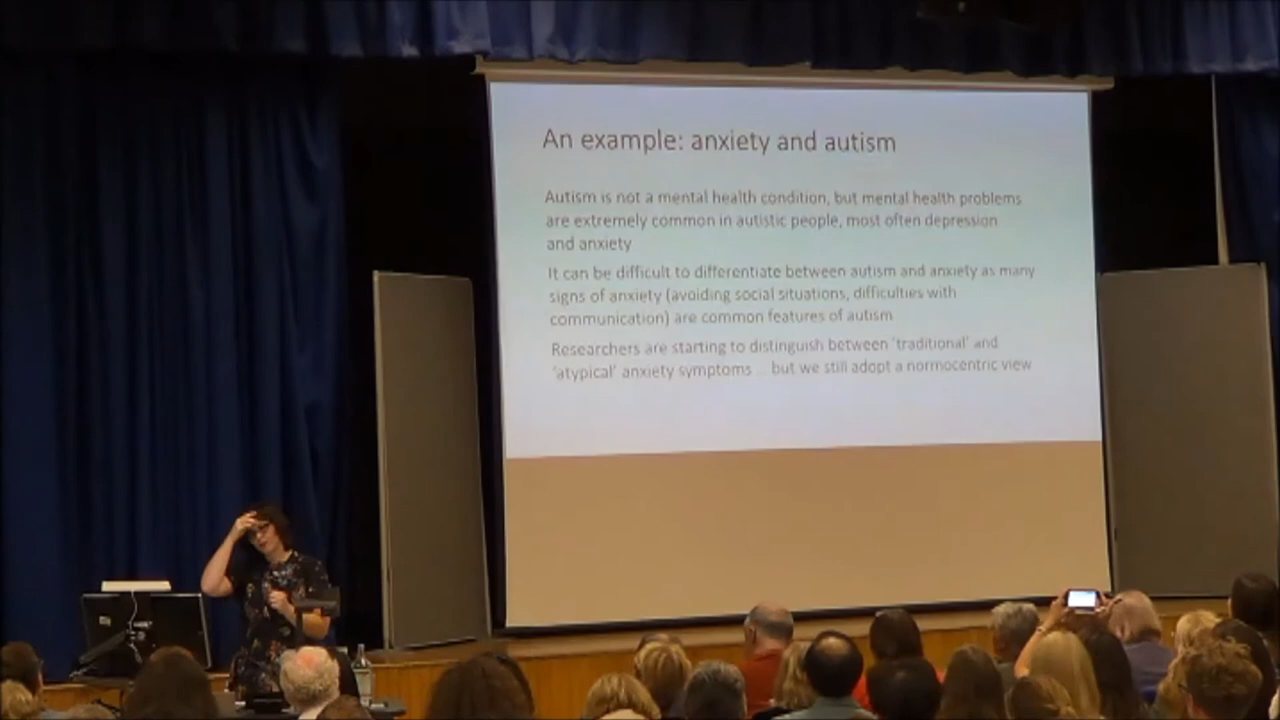 An example: anxiety and autism
Autism is not a mental health condition, but mental health problems
are extremely common in autistic people, most often depression
and anxiety
It can be difficult to differentiate between autism and anxiety as many
signs of anxiety (avoiding social situations, difficulties with
communication) are common features of autism
Researchers are starting to distinguish between 'traditional' and
'atypical' anxiety symptoms ... but we still adopt a normocentric view